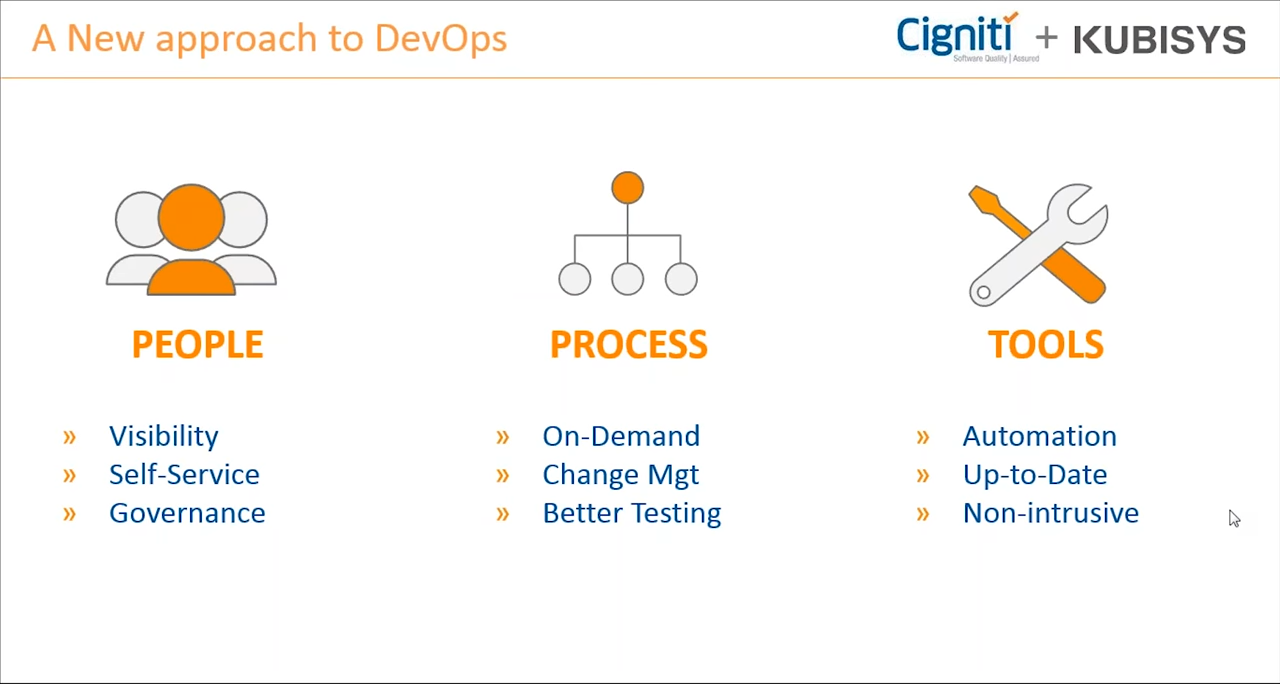 A New approach to DevOps
Cigniti + KUBISYS
Software Quality | Assured
PEOPLE
» Visibility
» Self-Service
» Governance
PROCESS
» On-Demand
» Change Mgt
» Better Testing
TOOLS
» Automation
» Up-to-Date
» Non-intrusive